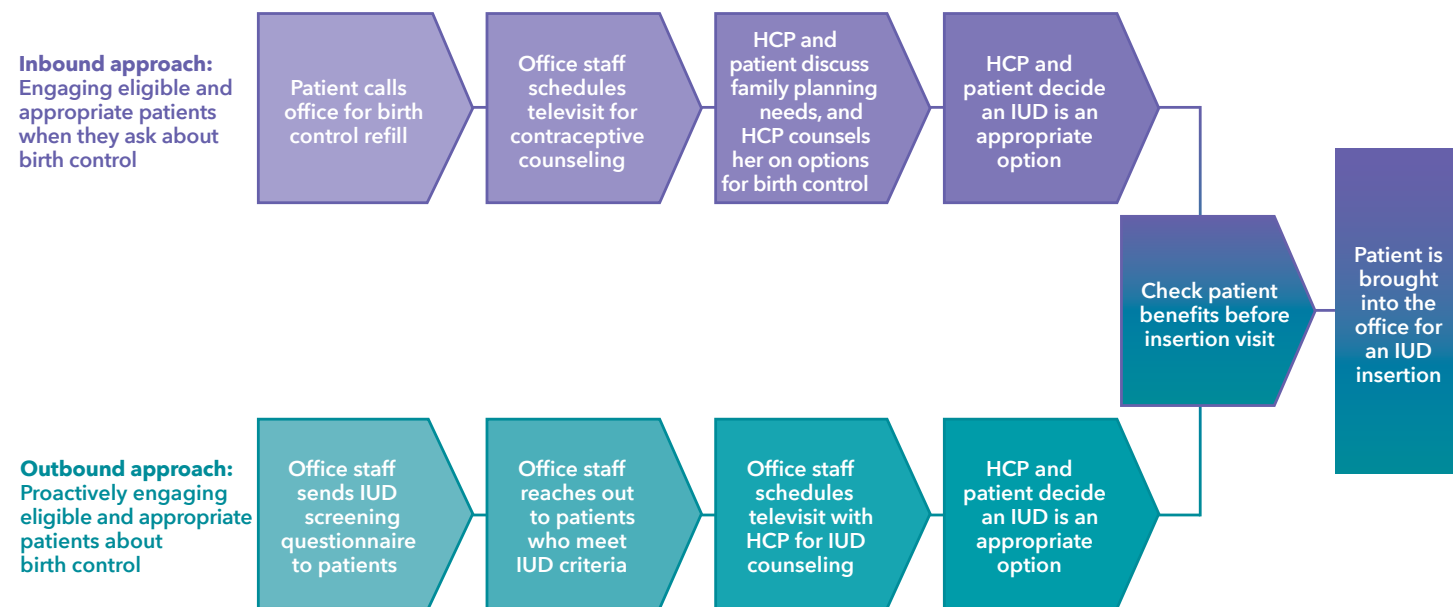 Inbound approach:
Engaging eligible and
appropriate patients
when they ask about
birth control
Patient calls
office for birth
control refill
Office staff
schedules
televisit for
contraceptive
counseling
HCP and
patient discuss
family planning
needs, and
HCP counsels
her on options
for birth control
HCP and
patient decide
an IUD is an
appropriate
option
Check patient
benefits before
insertion visit
Patient is
brought
into the
office for
an IUD
insertion
Outbound approach:
Proactively engaging
eligible and appropriate
patients about
birth control
Office staff
sends IUD
screening
questionnaire
to patients
Office staff
reaches out
to patients
who meet
IUD criteria
Office staff
schedules
televisit with
HCP for IUD
counseling
HCP and
patient decide
an IUD is an
appropriate
option